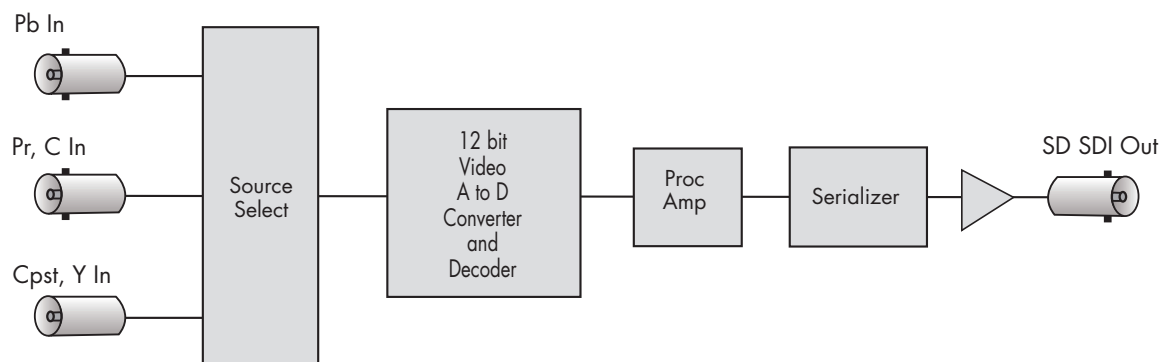 Pb In
Pr, C In
Cpst, Y In
Source
Select
12 bit
Video
A to D
Converter
and
Decoder
Proc
Amp
Serializer
SD SDI Out